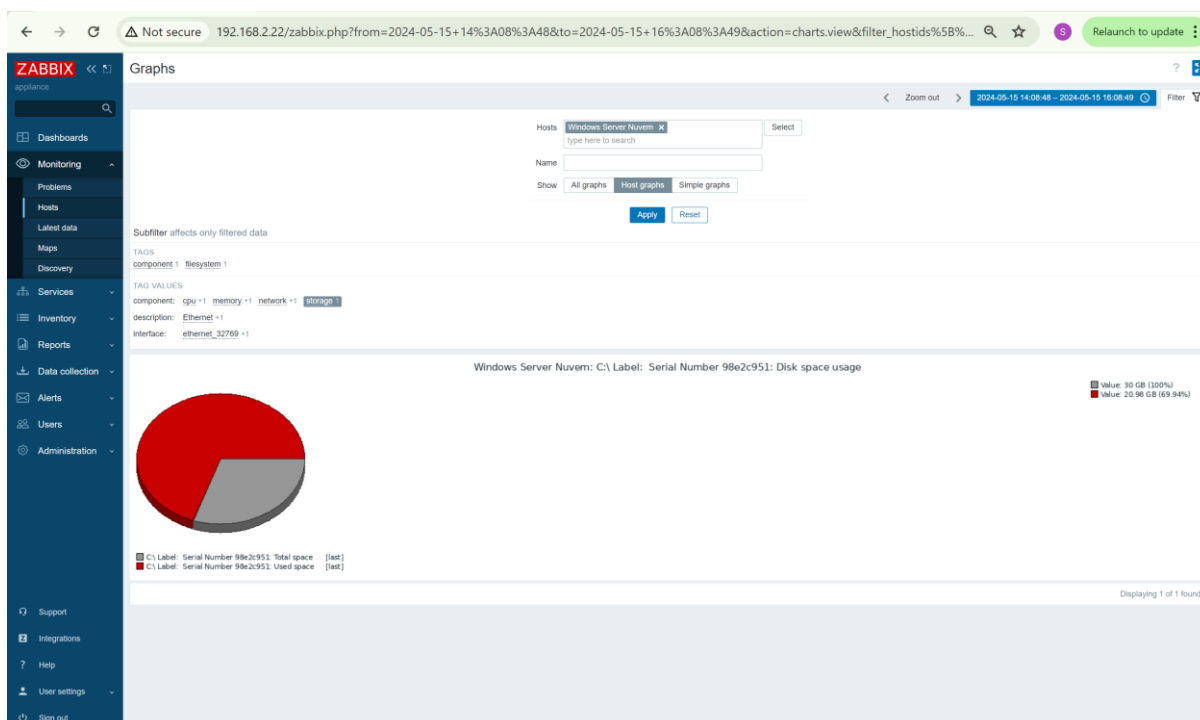 Not secure 192.168.2.22/zabbix.php?from=2024-05-15+14%3A08%3A48&to=2024-05-15+16%3A08%3A49&action=charts.view&filter_hostids%5B%... S Relaunch to update
ZABBIX
appliance
Dashboards
Monitoring
Problems
Hosts
Latest data
Maps
Discovery
Services
Inventory
Reports
Data collection
Alerts
Users
Administration
Support
Z Integrations
? Help
User settings
Sign out
Graphs ?
Zoom out 2024-05-15 14:08:48 – 2024-05-15 16:08:49 Filter
Hosts Windows Server Nuvem Select
type here to search
Name
Show All graphs Host graphs Simple graphs
Apply Reset
Subfilter affects only filtered data
TAGS
component 1 filesystem 1
TAG VALUES
component: cpu +1 memory +1 network +1 storage 1
description: Ethernet +1
interface: ethernet_32769 +1
Windows Server Nuvem: C:\ Label: Serial Number 98e2c951: Disk space usage
Value: 30 GB (100%)
Value: 20.98 GB (69.94%)
C:\ Label: Serial Number 98e2c951: Total space [last]
C:\ Label: Serial Number 98e2c951: Used space [last]
Displaying 1 of 1 found